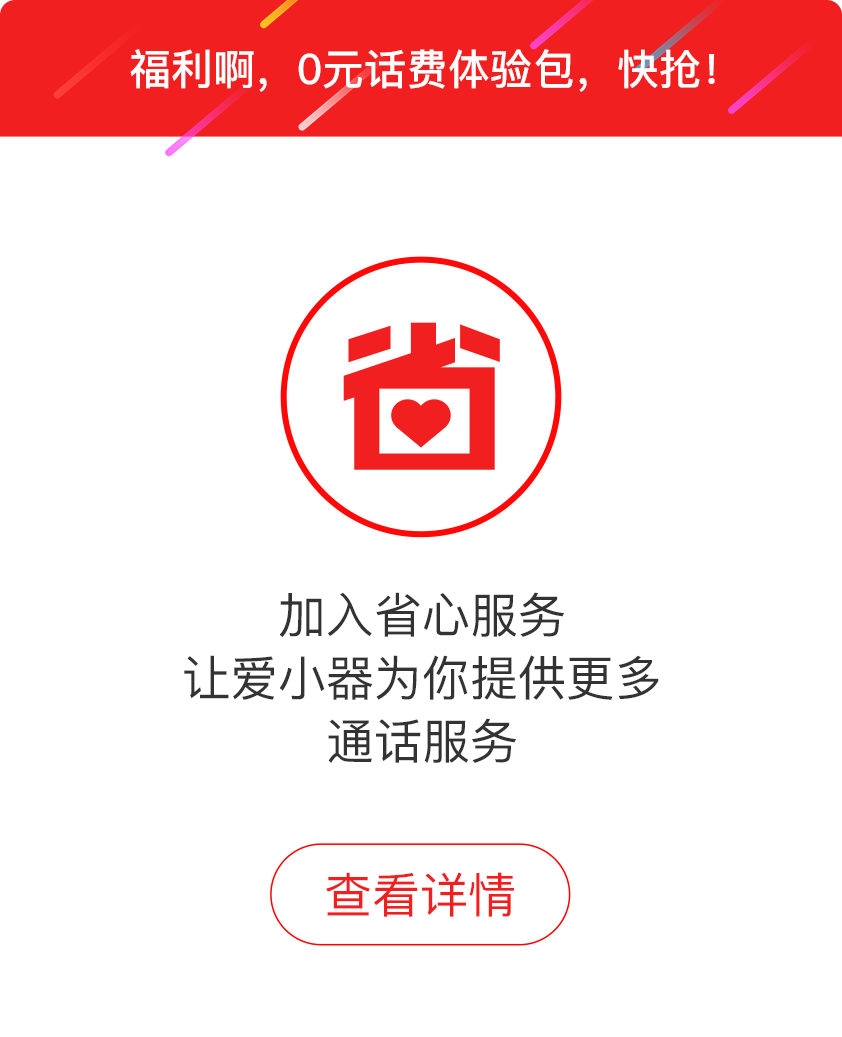 福利啊，0元话费体验包，快抢！
省
加入省心服务
让爱小器为你提供更多
通话服务
查看详情